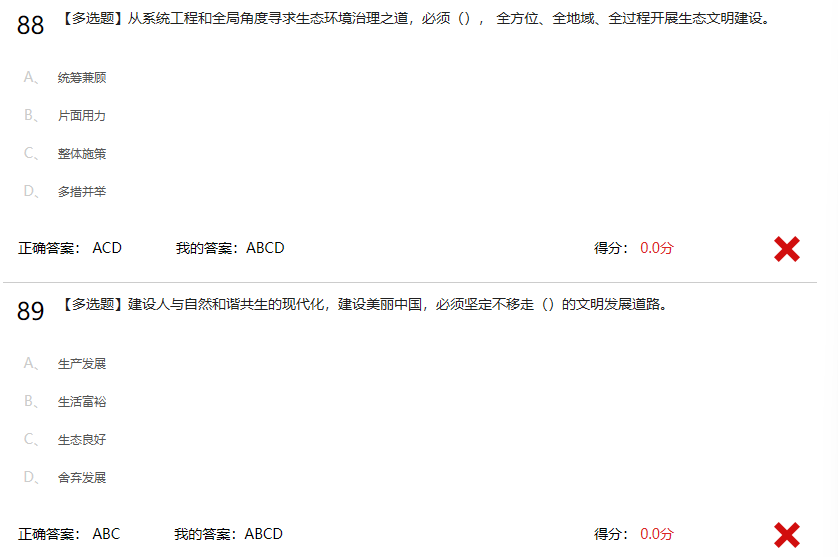 88 【多选题】从系统工程和全局角度寻求生态环境治理之道，必须（）， 全方位、全地域、全过程开展生态文明建设。
A、 统筹兼顾
B、 片面用力
C、 整体施策
D、 多措并举
正确答案： ACD 我的答案：ABCD 得分： 0.0分
89 【多选题】建设人与自然和谐共生的现代化，建设美丽中国，必须坚定不移走（）的文明发展道路。
A、 生产发展
B、 生活富裕
C、 生态良好
D、 舍弃发展
正确答案： ABC 我的答案：ABCD 得分： 0.0分